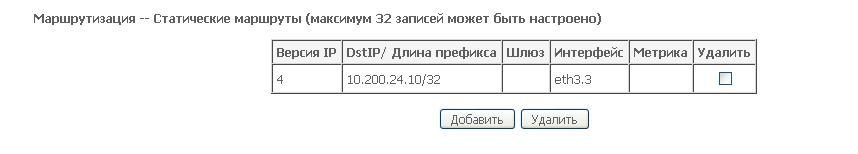 Маршрутизация -- Статические маршруты (максимум 32 записей может быть настроено)
Версия IP DstIP/ Длина префикса Шлюз Интерфейс Метрика Удалить
4 10.200.24.10/32 eth3.3
Добавить Удалить